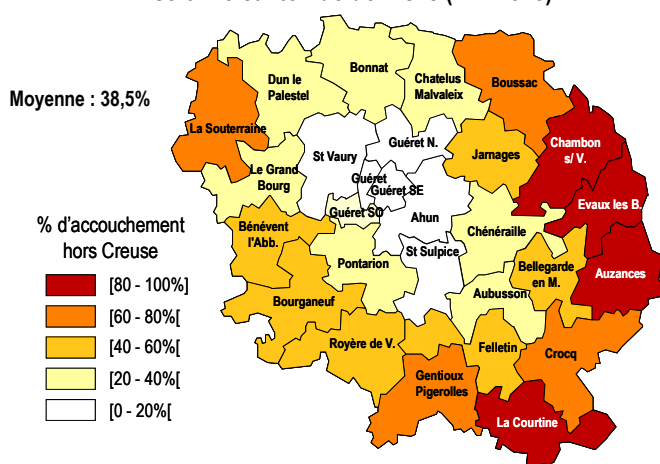 Moyenne : 38,5%
Bonnat
Dun le
Palestel
Chatelus
Malvaleix
Boussac
La Souterraine
Guéret N.
St Vaury
Jarnages
Chambon
s/ V.
Le Grand
Bourg
Guéret
Guéret SE
Evaux les B.
Guéret SO
Ahun
Bénévent
l'Abb.
Chénéraille
St Sulpice
Pontarion
Bellegarde
en M.
Auzances
Aubusson
Bourganeuf
Royère de V.
Felletin
Crocq
Gentioux
Pigerolles
La Courtine
% d'accouchement
hors Creuse
[80 - 100%]
[60 - 80%[
[40 - 60%[
[20 - 40%[
[0 - 20%[